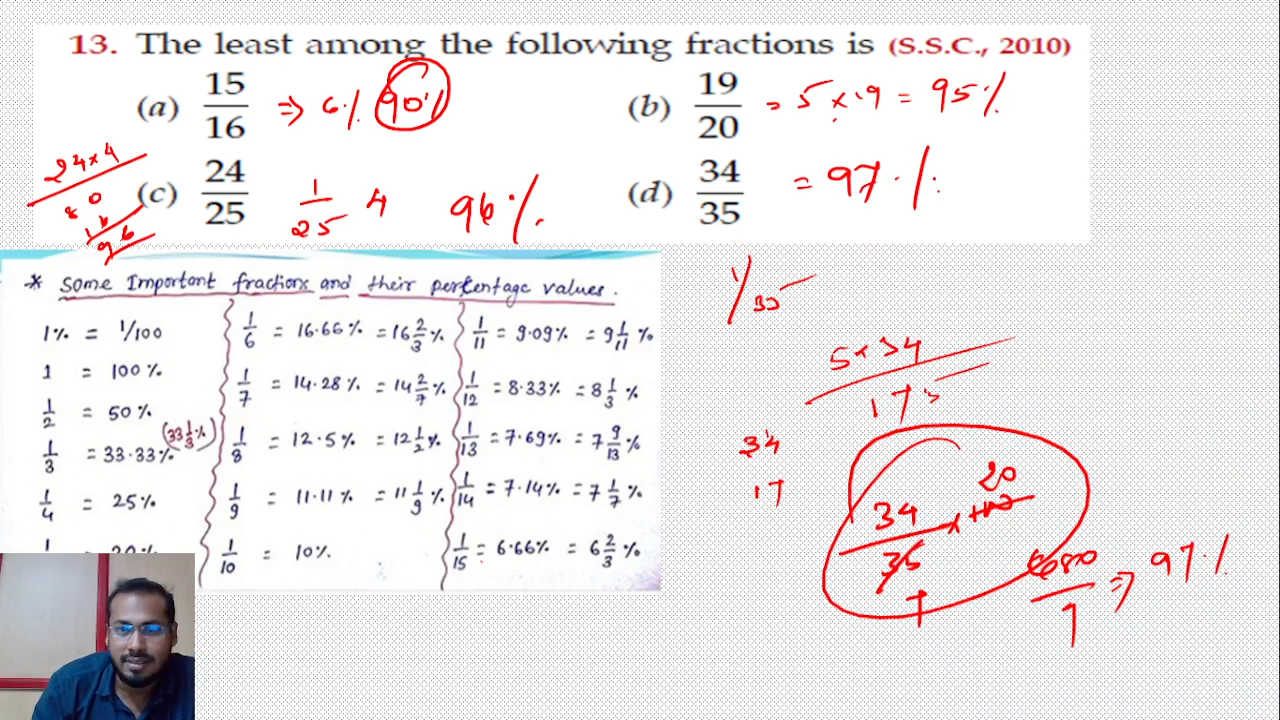 13. The least among the following fractions is (S.S.C., 2010)
(a) 15/16 ⇒ 6% 90%
(b) 19/20 = 5 × 19 = 95%
24×4
80
16
96
(c) 24/25 1/25 4 96%
(d) 34/35 = 97%
* Some Important fractions and their percentage values.
1% = 1/100
1 = 100%
1/2 = 50%
1/3 = 33.33% (33 1/3 %)
1/4 = 25%
1/6 = 16.66% = 16 2/3 %
1/7 = 14.28% = 14 2/7 %
1/8 = 12.5% = 12 1/2 %
1/9 = 11.11% = 11 1/9 %
1/10 = 10%
1/11 = 9.09% = 9 1/11 %
1/12 = 8.33% = 8 1/3 %
1/13 = 7.69% = 7 9/13 %
1/14 = 7.14% = 7 1/7 %
1/15 = 6.66% = 6 2/3 %
1/35
5×34
34
17
20
34/35 ×
7
680/7 ⇒ 97%